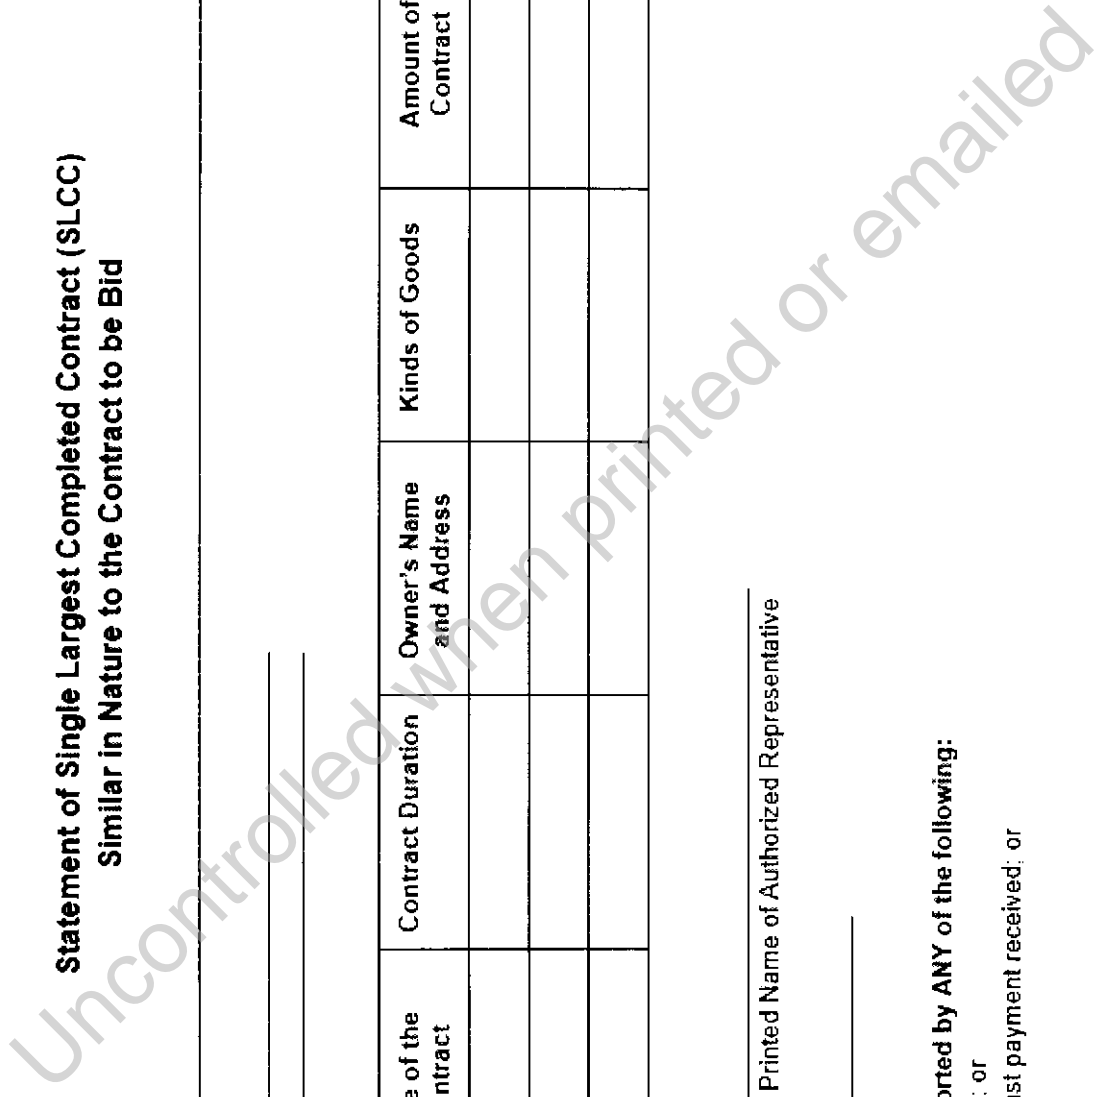 Statement of Single Largest Completed Contract (SLCC)
Similar in Nature to the Contract to be Bid
e of the
ntract
Contract Duration
Owner's Name
and Address
Kinds of Goods
Amount of
Contract
Printed Name of Authorized Representative
orted by ANY of the following:
; or
st payment received; or
Uncontrolled when printed or emailed